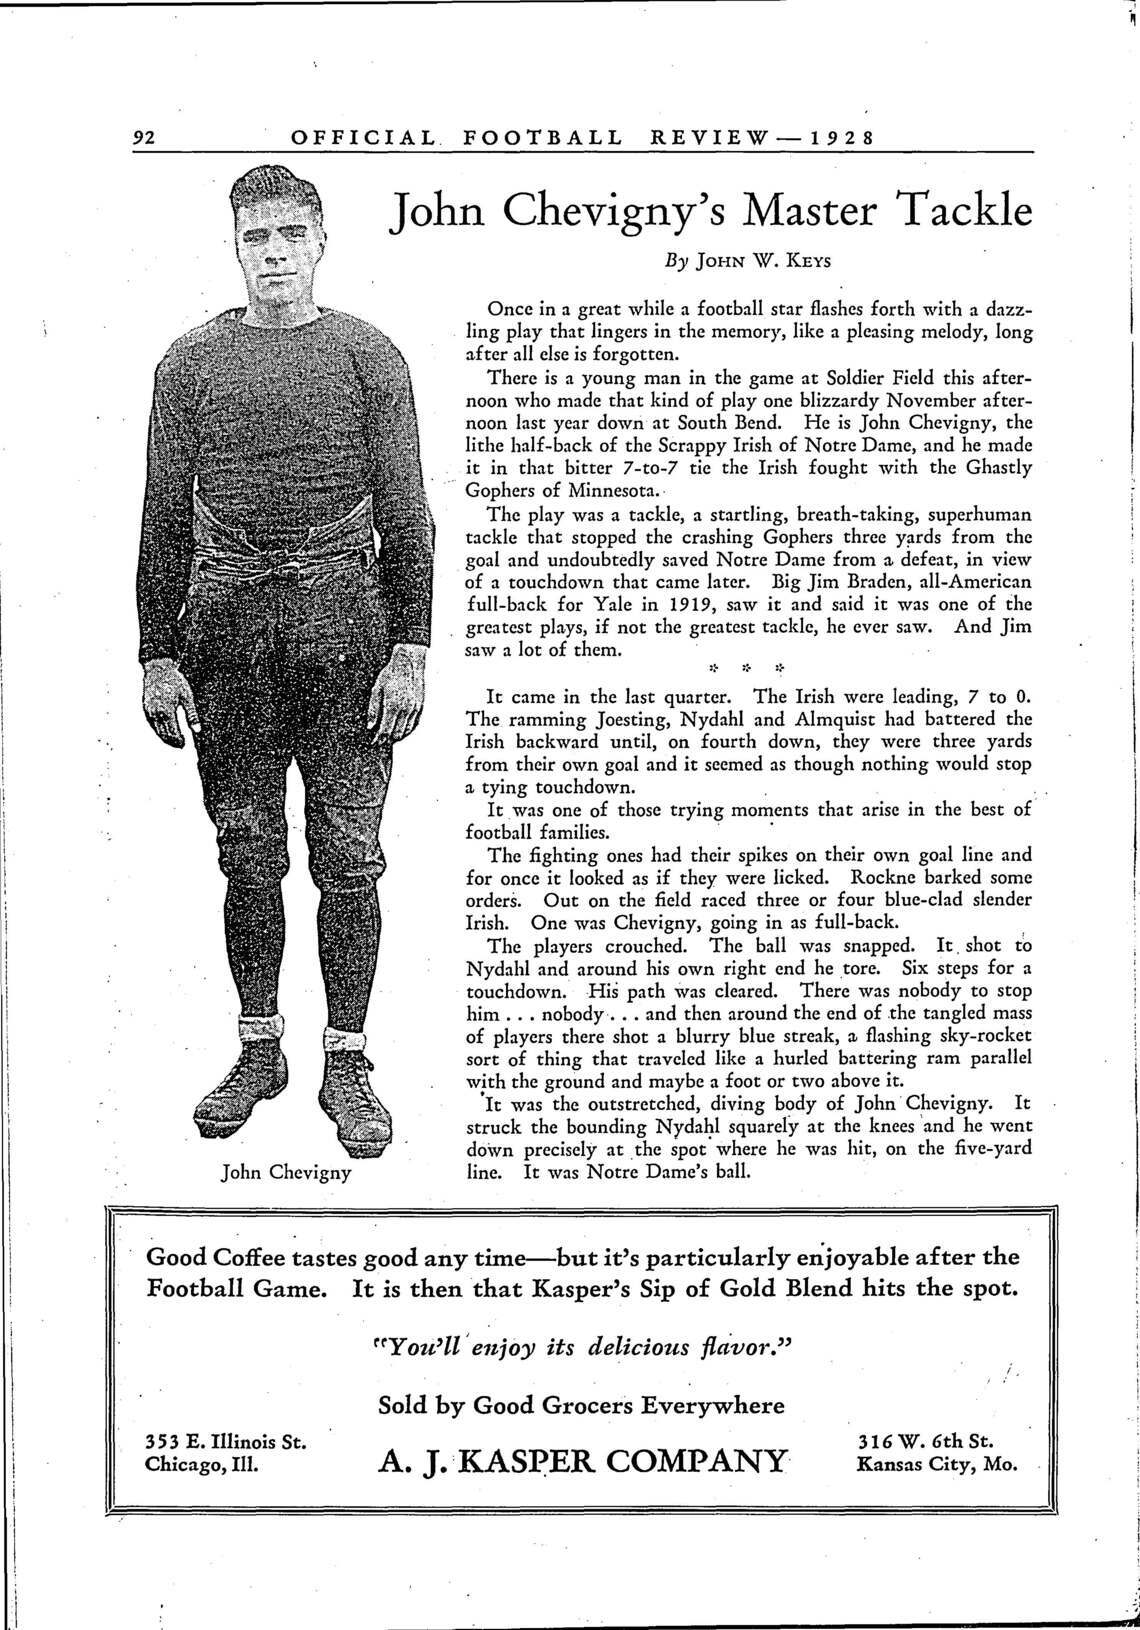 92 OFFICIAL FOOTBALL REVIEW — 1928
John Chevigny's Master Tackle
By JOHN W. KEYS
Once in a great while a football star flashes forth with a dazz-
ling play that lingers in the memory, like a pleasing melody, long
after all else is forgotten.
There is a young man in the game at Soldier Field this after-
noon who made that kind of play one blizzardy November after-
noon last year down at South Bend. He is John Chevigny, the
lithe half-back of the Scrappy Irish of Notre Dame, and he made
it in that bitter 7-to-7 tie the Irish fought with the Ghastly
Gophers of Minnesota.
The play was a tackle, a startling, breath-taking, superhuman
tackle that stopped the crashing Gophers three yards from the
goal and undoubtedly saved Notre Dame from a defeat, in view
of a touchdown that came later. Big Jim Braden, all-American
full-back for Yale in 1919, saw it and said it was one of the
greatest plays, if not the greatest tackle, he ever saw. And Jim
saw a lot of them.
* * *
It came in the last quarter. The Irish were leading, 7 to 0.
The ramming Joesting, Nydahl and Almquist had battered the
Irish backward until, on fourth down, they were three yards
from their own goal and it seemed as though nothing would stop
a tying touchdown.
It was one of those trying moments that arise in the best of
football families.
The fighting ones had their spikes on their own goal line and
for once it looked as if they were licked. Rockne barked some
orders. Out on the field raced three or four blue-clad slender
Irish. One was Chevigny, going in as full-back.
The players crouched. The ball was snapped. It shot to
Nydahl and around his own right end he tore. Six steps for a
touchdown. His path was cleared. There was nobody to stop
him . . . nobody . . . and then around the end of the tangled mass
of players there shot a blurry blue streak, a flashing sky-rocket
sort of thing that traveled like a hurled battering ram parallel
with the ground and maybe a foot or two above it.
It was the outstretched, diving body of John Chevigny. It
struck the bounding Nydahl squarely at the knees and he went
down precisely at the spot where he was hit, on the five-yard
line. It was Notre Dame's ball.
John Chevigny
Good Coffee tastes good any time—but it's particularly enjoyable after the
Football Game. It is then that Kasper's Sip of Gold Blend hits the spot.
"You'll enjoy its delicious flavor."
Sold by Good Grocers Everywhere
353 E. Illinois St.
Chicago, Ill.
A. J. KASPER COMPANY
316 W. 6th St.
Kansas City, Mo.